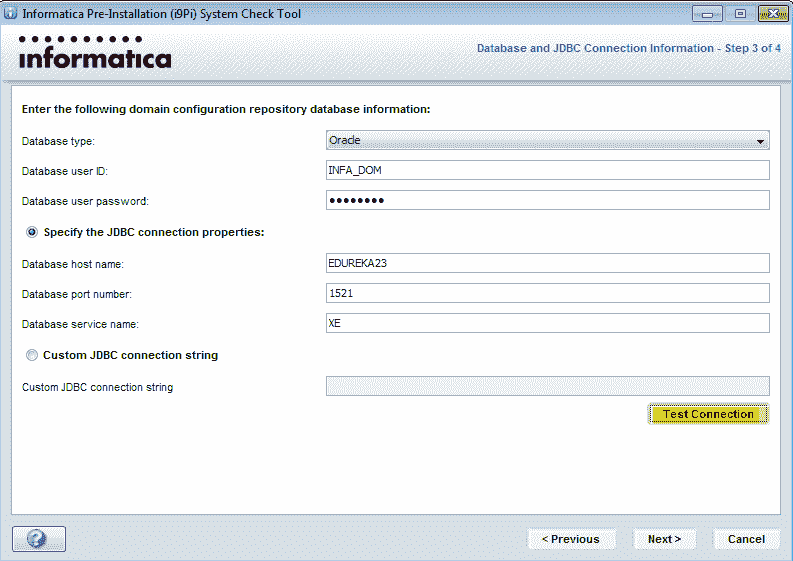 Informatica Pre-Installation (i9Pi) System Check Tool
informatica
Database and JDBC Connection Information - Step 3 of 4
Enter the following domain configuration repository database information:
Database type:
Oracle
Database user ID:
INFA_DOM
Database user password:
●●●●●●●●
Specify the JDBC connection properties:
Database host name:
EDUREKA23
Database port number:
1521
Database service name:
XE
Custom JDBC connection string
Custom JDBC connection string
Test Connection
?
< Previous
Next >
Cancel